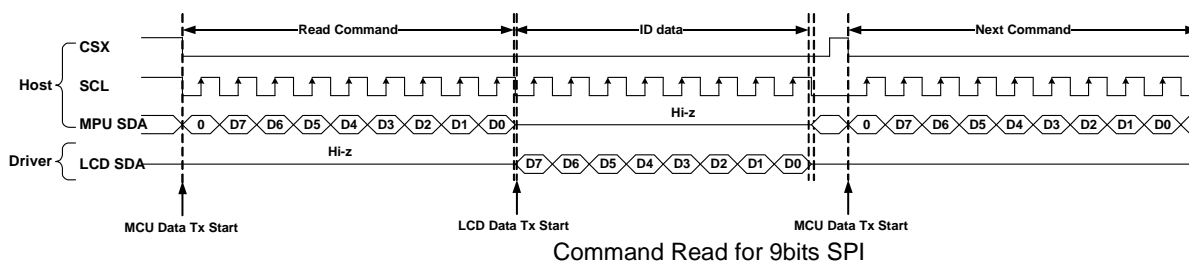 Read Command ID data Next Command
CSX
Host SCL
Hi-z
MPU SDA 0 D7 D6 D5 D4 D3 D2 D1 D0 0 D7 D6 D5 D4 D3 D2 D1 D0
Hi-z
Driver LCD SDA D7 D6 D5 D4 D3 D2 D1 D0
MCU Data Tx Start LCD Data Tx Start MCU Data Tx Start
Command Read for 9bits SPI